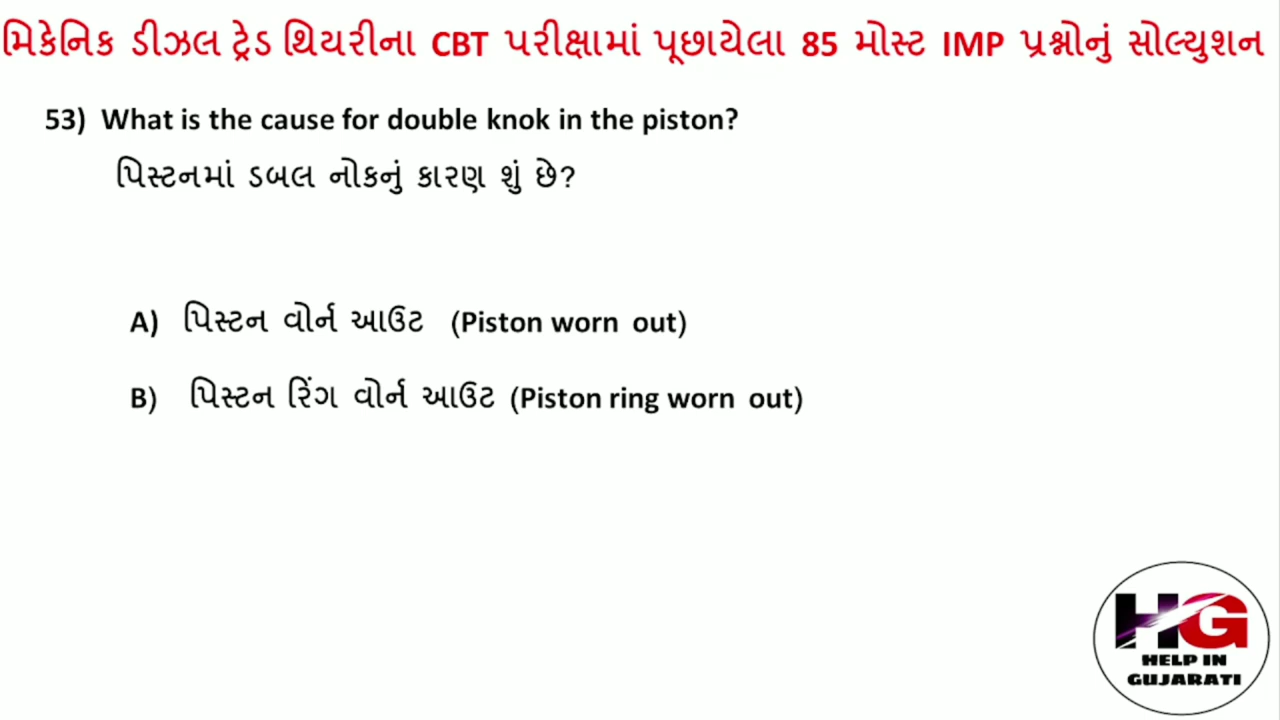 મિકેનિક ડીઝલ ટ્રેડ થિયરીના CBT પરીક્ષામાં પૂછાયેલા 85 મોસ્ટ IMP પ્રશ્નોનું સોલ્યુશન
53) What is the cause for double knok in the piston?
પિસ્ટનમાં ડબલ નોકનું કારણ શું છે?
A) પિસ્ટન વોર્ન આઉટ (Piston worn out)
B) પિસ્ટન રિંગ વોર્ન આઉટ (Piston ring worn out)
HG
HELP IN
GUJARATI